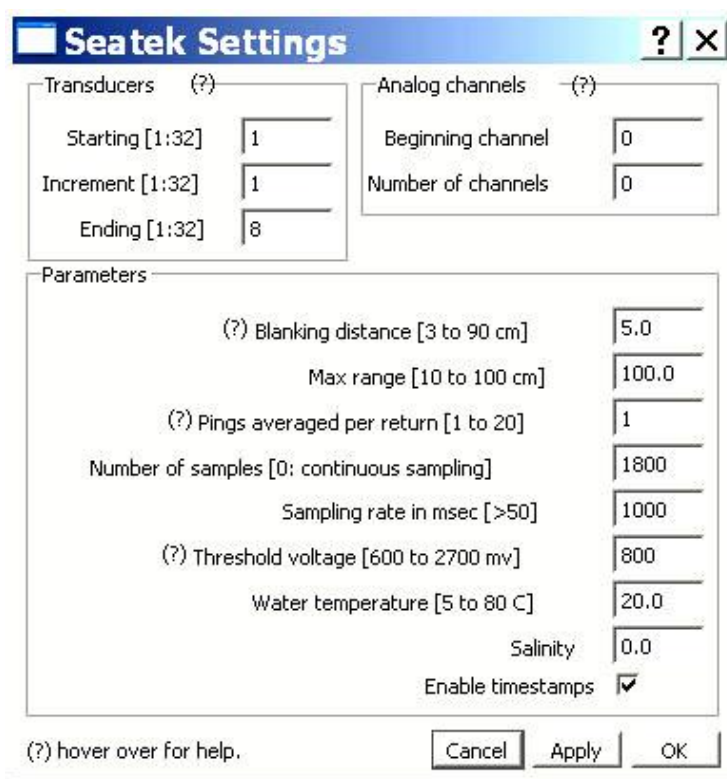 Seatek Settings ? ×
Transducers (?)
Starting [1:32] 1
Increment [1:32] 1
Ending [1:32] 8
Analog channels (?)
Beginning channel 0
Number of channels 0
Parameters
(?) Blanking distance [3 to 90 cm] 5.0
Max range [10 to 100 cm] 100.0
(?) Pings averaged per return [1 to 20] 1
Number of samples [0: continuous sampling] 1800
Sampling rate in msec [>50] 1000
(?) Threshold voltage [600 to 2700 mv] 800
Water temperature [5 to 80 C] 20.0
Salinity 0.0
Enable timestamps
(?) hover over for help. Cancel Apply OK